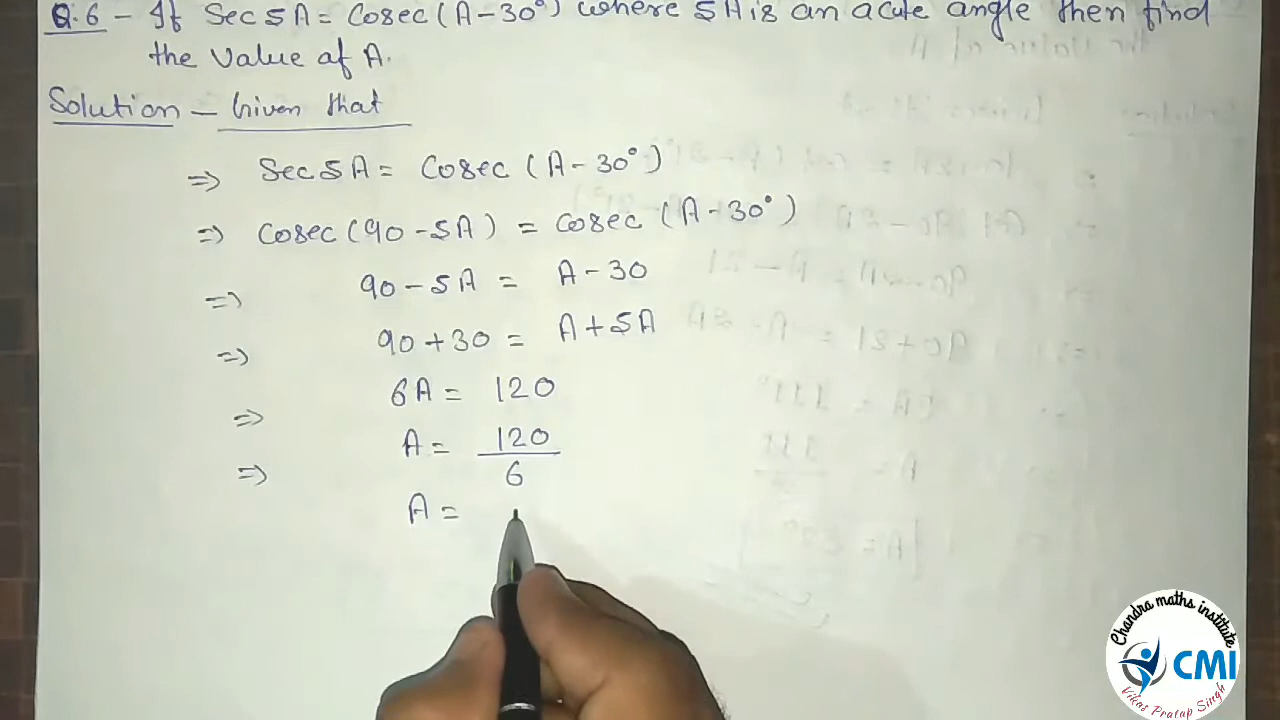 Q.6 - If Sec 5A = Cosec (A - 30°) where 5A is an acute angle then find
the value of A.
Solution - Given that
⇒ Sec 5A = Cosec (A - 30°)
⇒ Cosec (90 - 5A) = Cosec (A - 30°)
⇒ 90 - 5A = A - 30
⇒ 90 + 30 = A + 5A
⇒ 6A = 120
⇒ A = 120/6
A =
Chandra maths institute
CMI
Vikas Pratap Singh